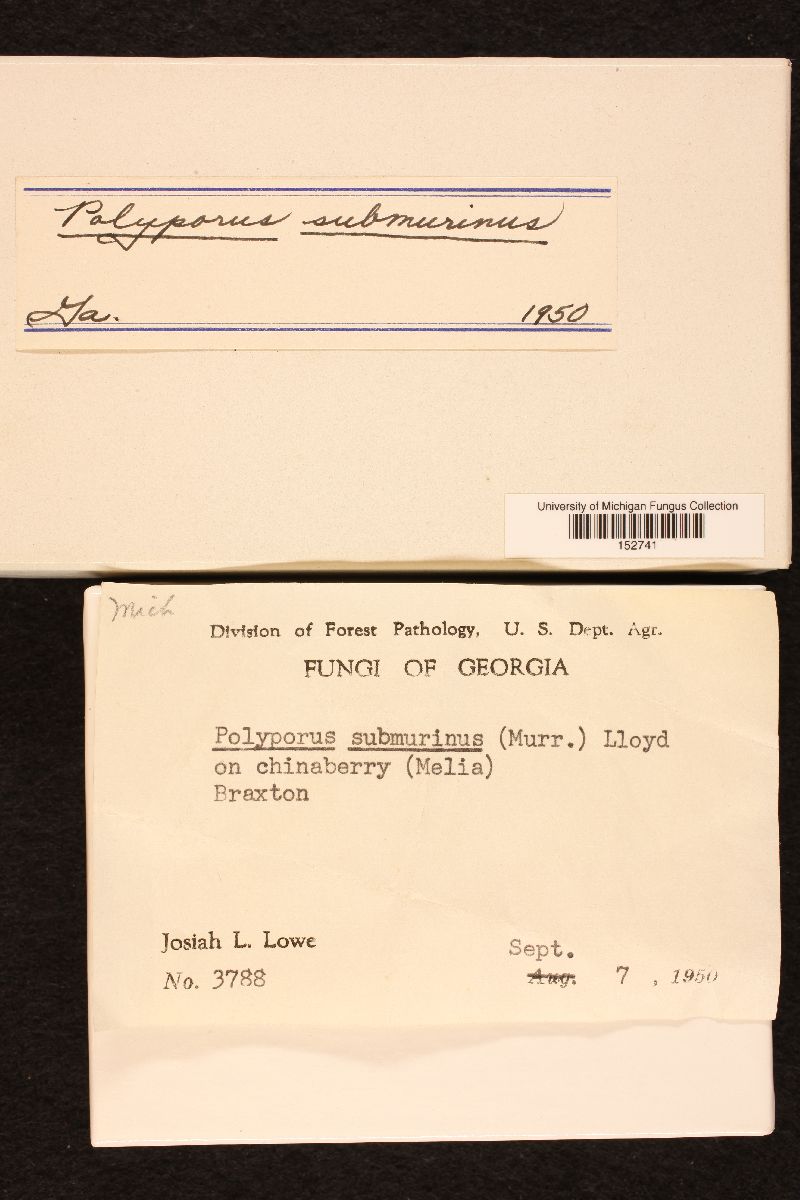 Polyporus submurinus
Ga. 1950
University of Michigan Fungus Collection
152741
Mich
Division of Forest Pathology, U. S. Dept. Agr.
FUNGI OF GEORGIA
Polyporus submurinus (Murr.) Lloyd
on chinaberry (Melia)
Braxton
Josiah L. Lowe
Sept.
No. 3788 Aug. 7 , 1950